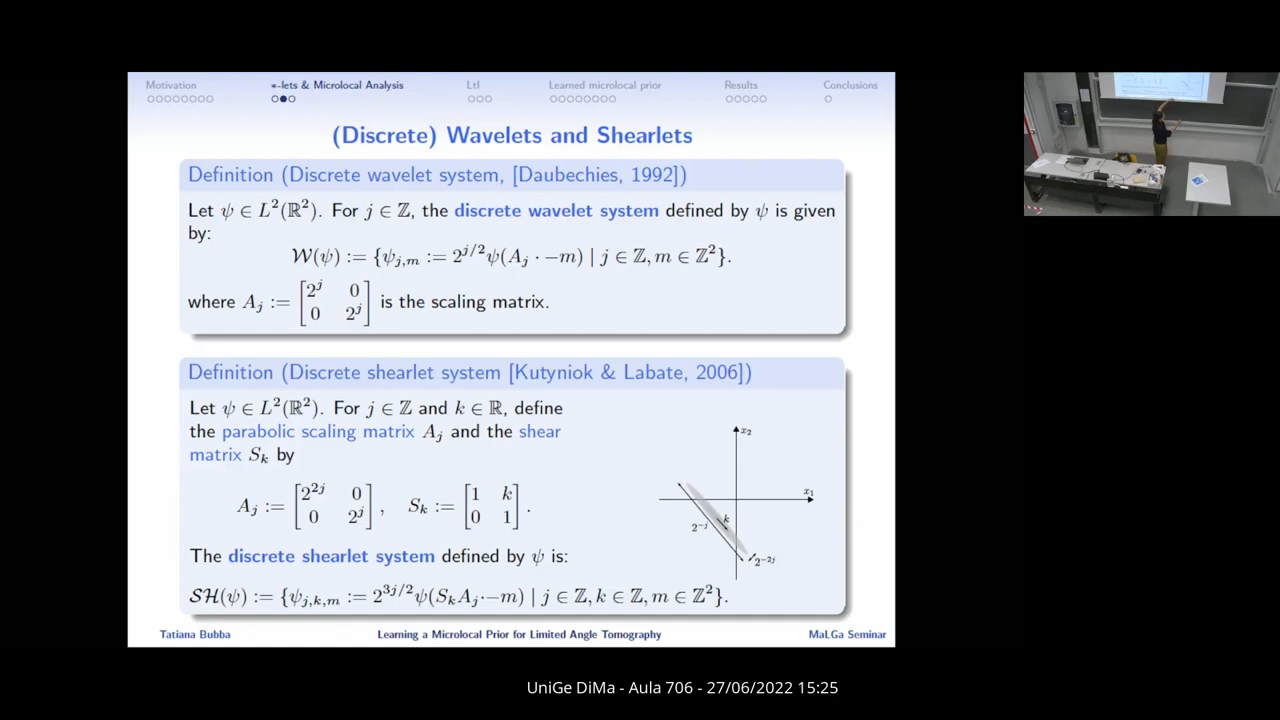 Motivation *-lets & Microlocal Analysis LtI Learned microlocal prior Results Conclusions
(Discrete) Wavelets and Shearlets
Definition (Discrete wavelet system, [Daubechies, 1992])
Let ψ ∈ L²(ℝ²). For j ∈ ℤ, the discrete wavelet system defined by ψ is given
by:
𝒲(ψ) := {ψ_{j,m} := 2^{j/2}ψ(A_j · −m) | j ∈ ℤ, m ∈ ℤ²}.
where A_j := [2^j 0; 0 2^j] is the scaling matrix.
Definition (Discrete shearlet system [Kutyniok & Labate, 2006])
Let ψ ∈ L²(ℝ²). For j ∈ ℤ and k ∈ ℝ, define
the parabolic scaling matrix A_j and the shear
matrix S_k by
A_j := [2^{2j} 0; 0 2^j], S_k := [1 k; 0 1].
x₂
x₁
k
2^{-j}
2^{-2j}
The discrete shearlet system defined by ψ is:
𝒮ℋ(ψ) := {ψ_{j,k,m} := 2^{3j/2}ψ(S_k A_j·−m) | j ∈ ℤ, k ∈ ℤ, m ∈ ℤ²}.
Tatiana Bubba Learning a Microlocal Prior for Limited Angle Tomography MaLGa Seminar
UniGe DiMa - Aula 706 - 27/06/2022 15:25